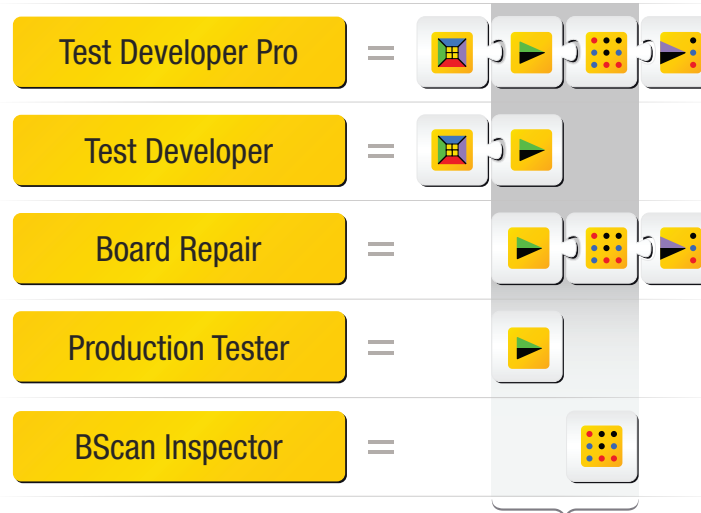 Test Developer Pro =
Test Developer =
Board Repair =
Production Tester =
BScan Inspector =